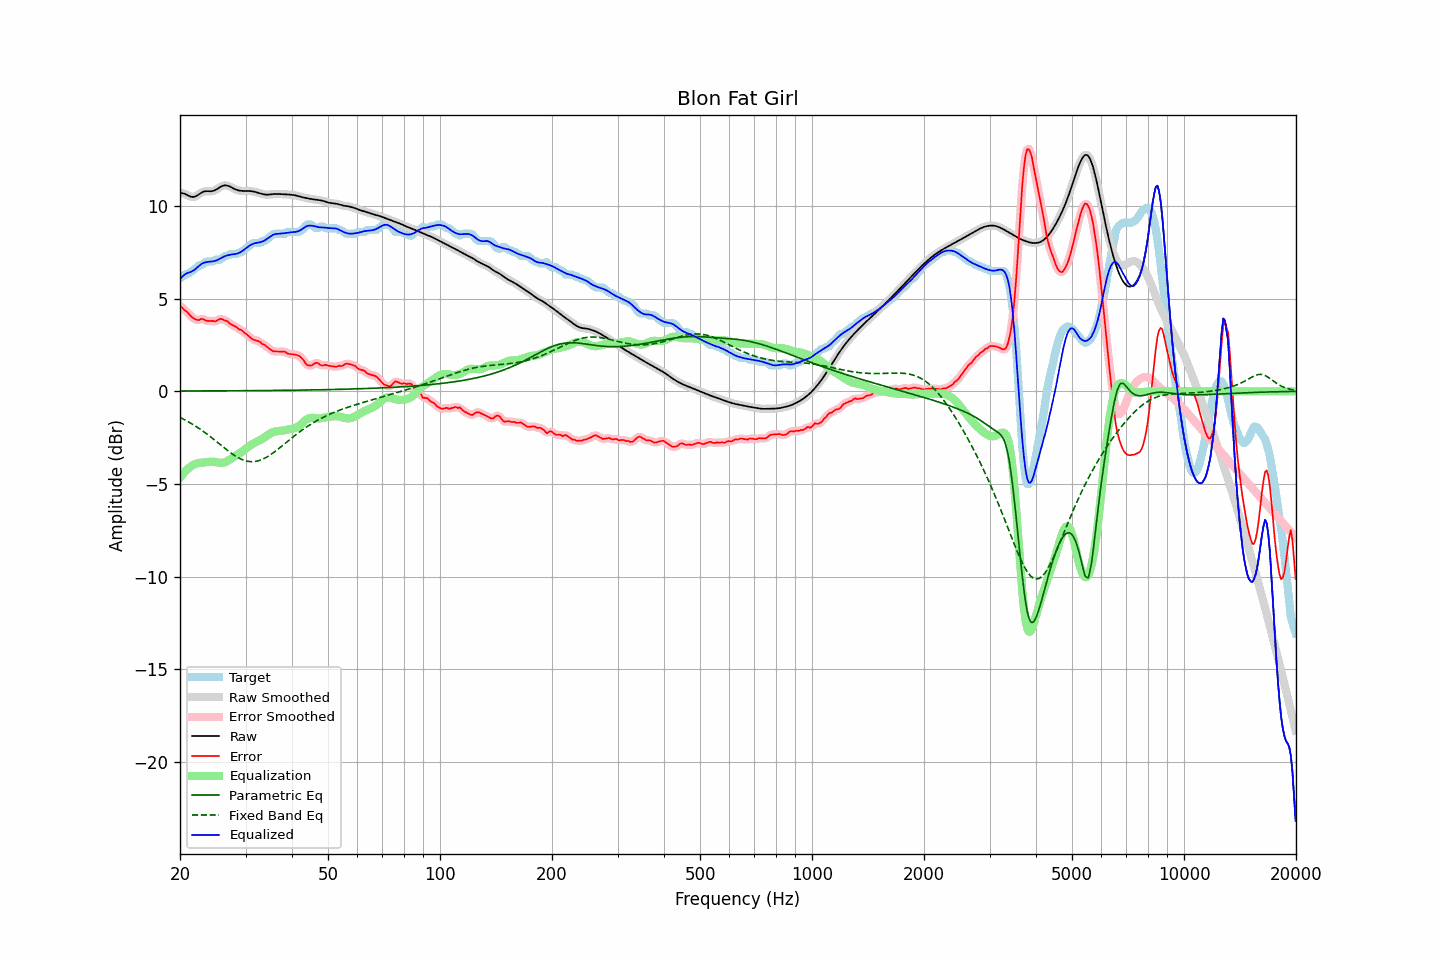 Blon Fat Girl
10
5
0
−5
−10
−15
−20
Amplitude (dBr)
Target
Raw Smoothed
Error Smoothed
Raw
Error
Equalization
Parametric Eq
Fixed Band Eq
Equalized
20 50 100 200 500 1000 2000 5000 10000 20000
Frequency (Hz)